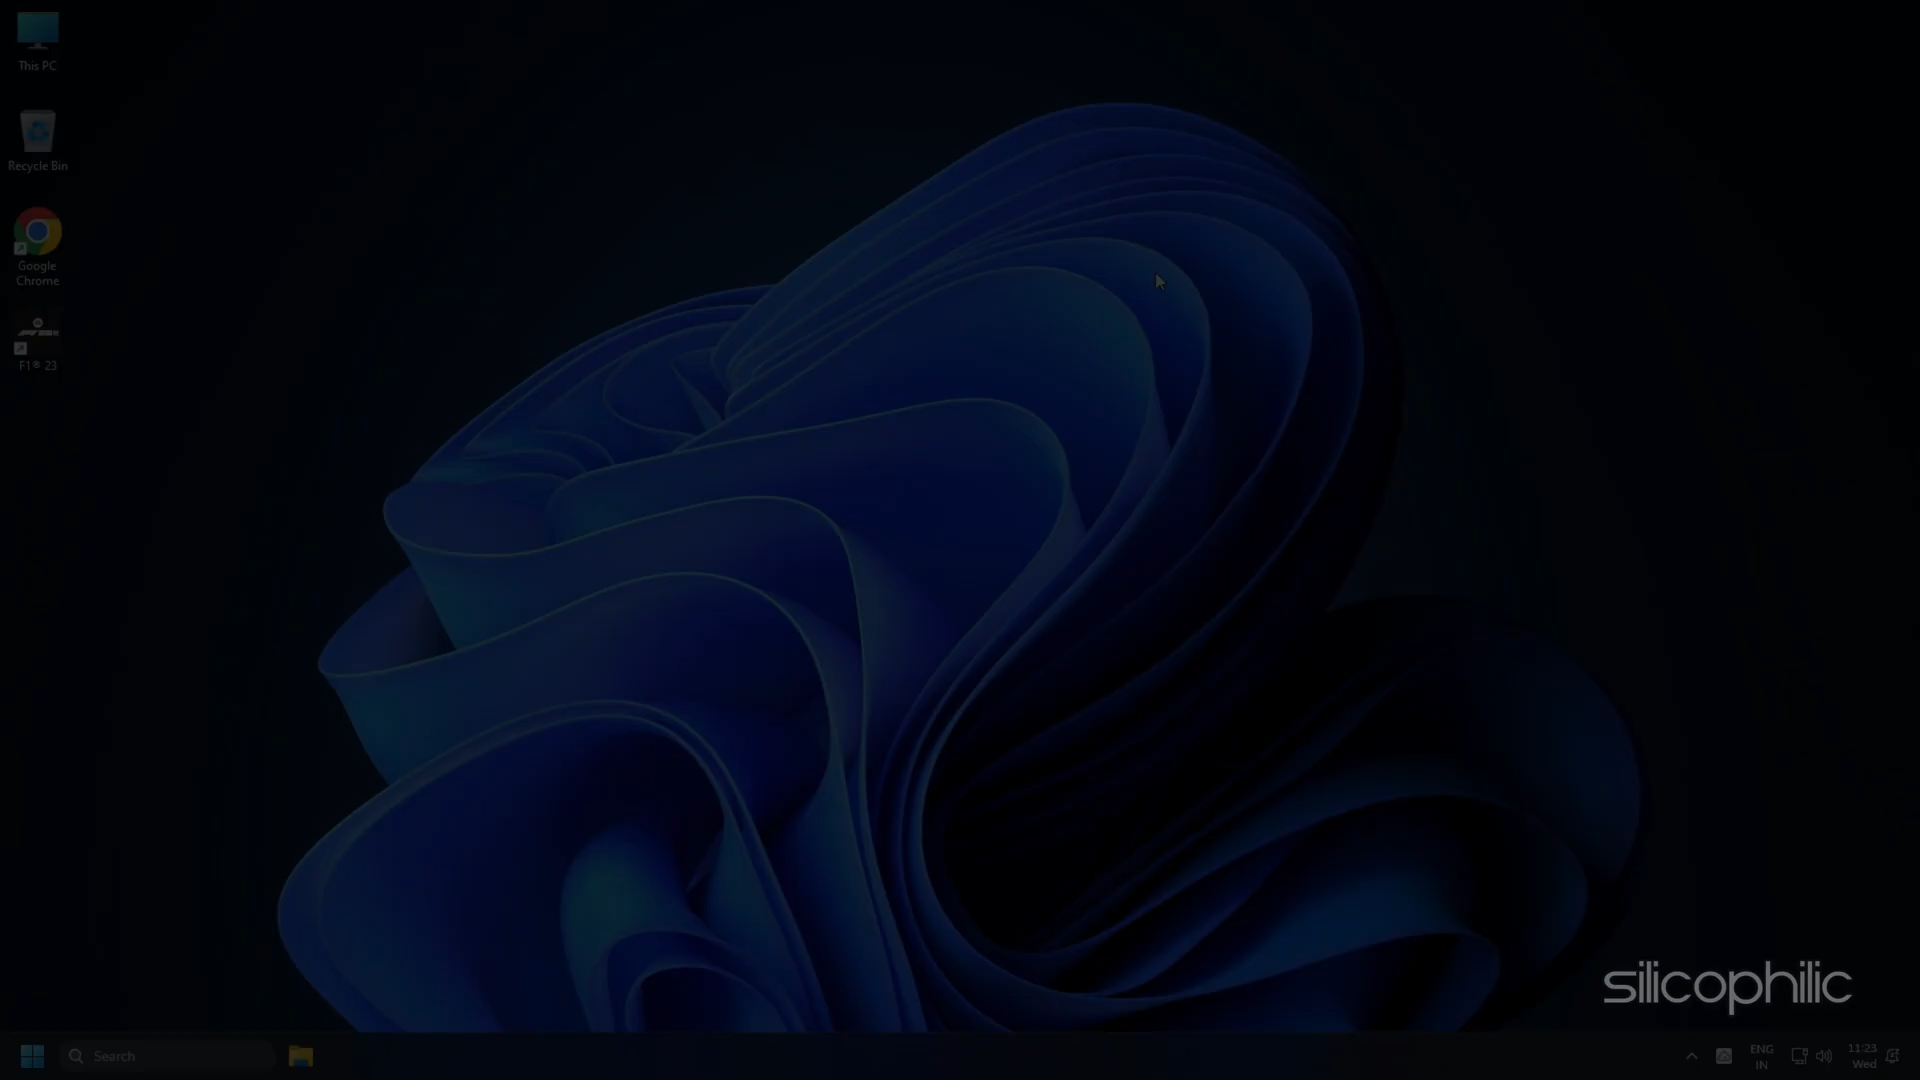 This PC
Recycle Bin
Google
Chrome
F1® 23
silicophilic
Search
ENG
IN
11:23
Wed